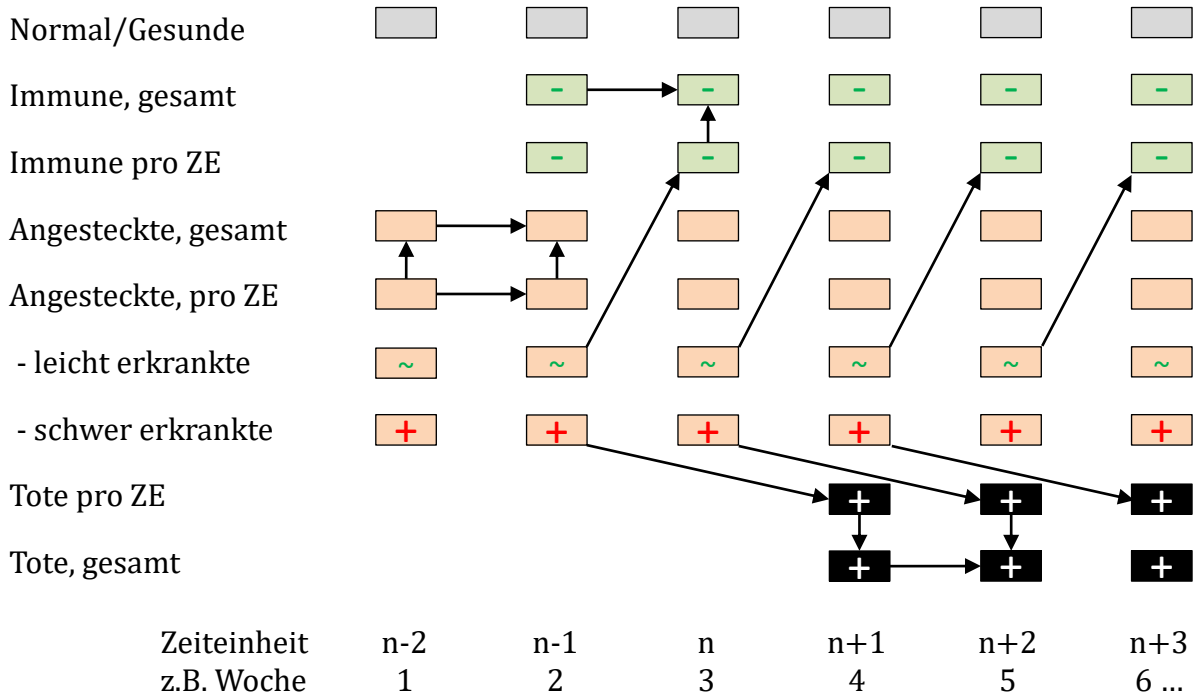 Normal/Gesunde
Immune, gesamt - - - - -
Immune pro ZE - - - - -
Angesteckte, gesamt
Angesteckte, pro ZE
- leicht erkrankte ~ ~ ~ ~ ~ ~
- schwer erkrankte + + + + + +
Tote pro ZE + + +
Tote, gesamt + + +
Zeiteinheit n-2 n-1 n n+1 n+2 n+3
z.B. Woche 1 2 3 4 5 6 ...